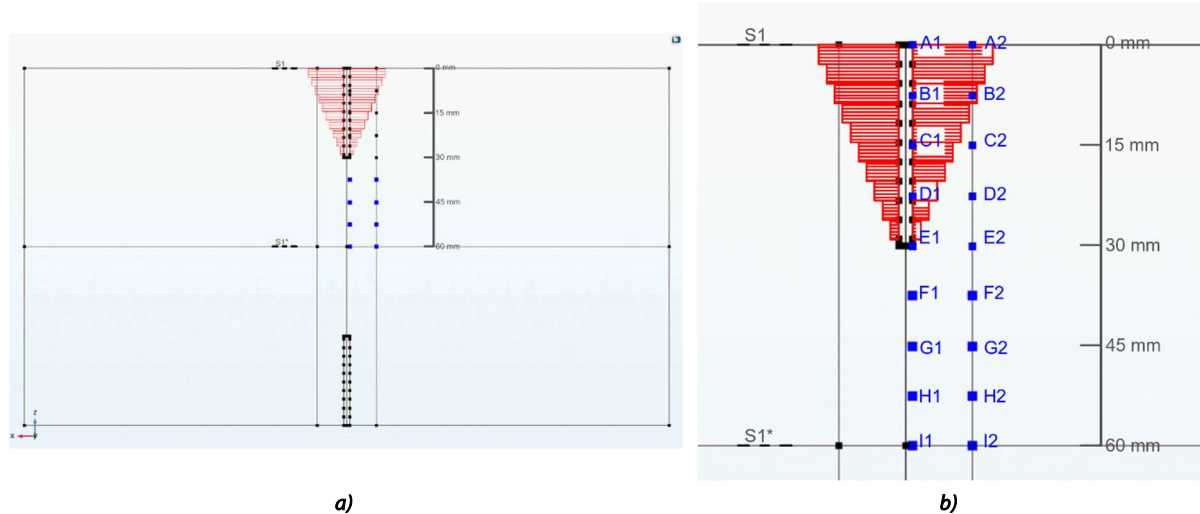 S1
0 mm
15 mm
30 mm
45 mm
S1*
60 mm
z
x
y
a)
S1
A1
A2
0 mm
B1
B2
C1
C2
15 mm
D1
D2
E1
E2
30 mm
F1
F2
G1
G2
45 mm
H1
H2
S1*
I1
I2
60 mm
b)